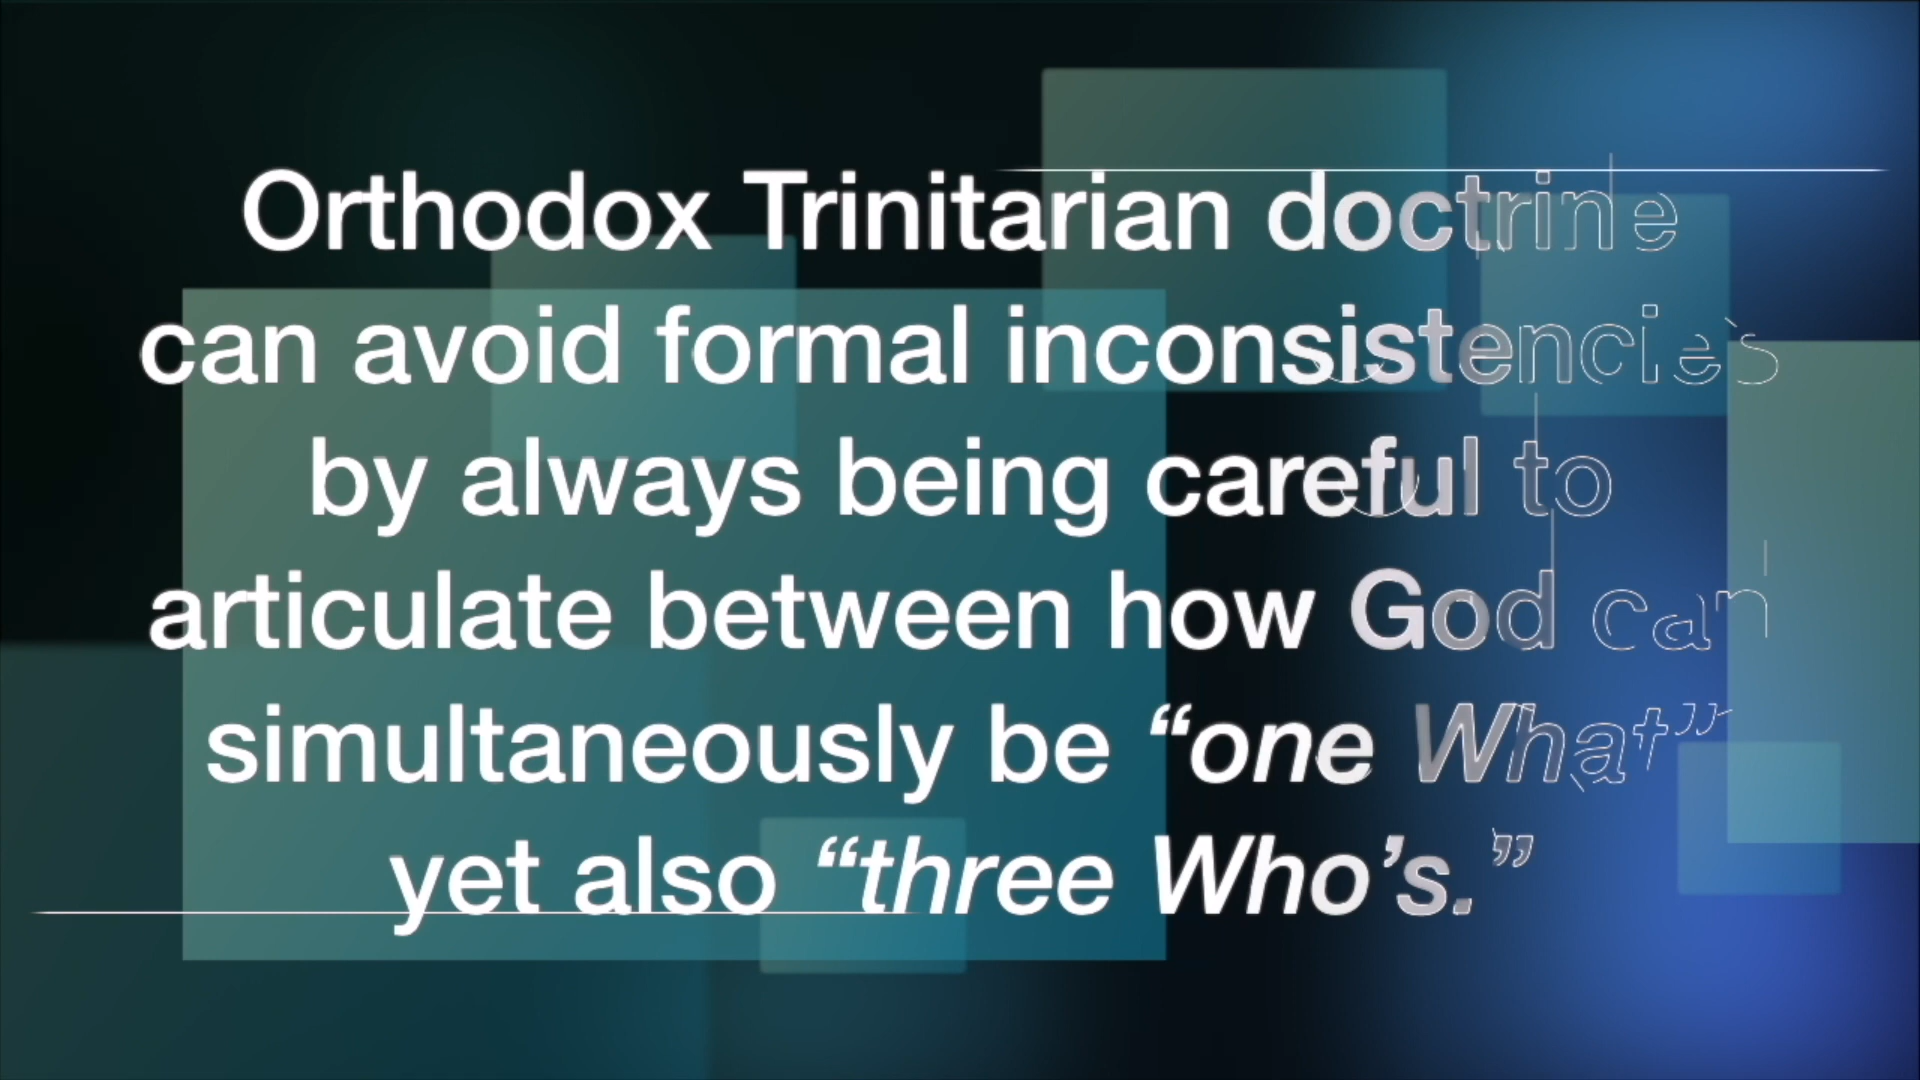 Orthodox Trinitarian doctrine
can avoid formal inconsistencies
by always being careful to
articulate between how God can
simultaneously be “one What”
yet also “three Who’s.”